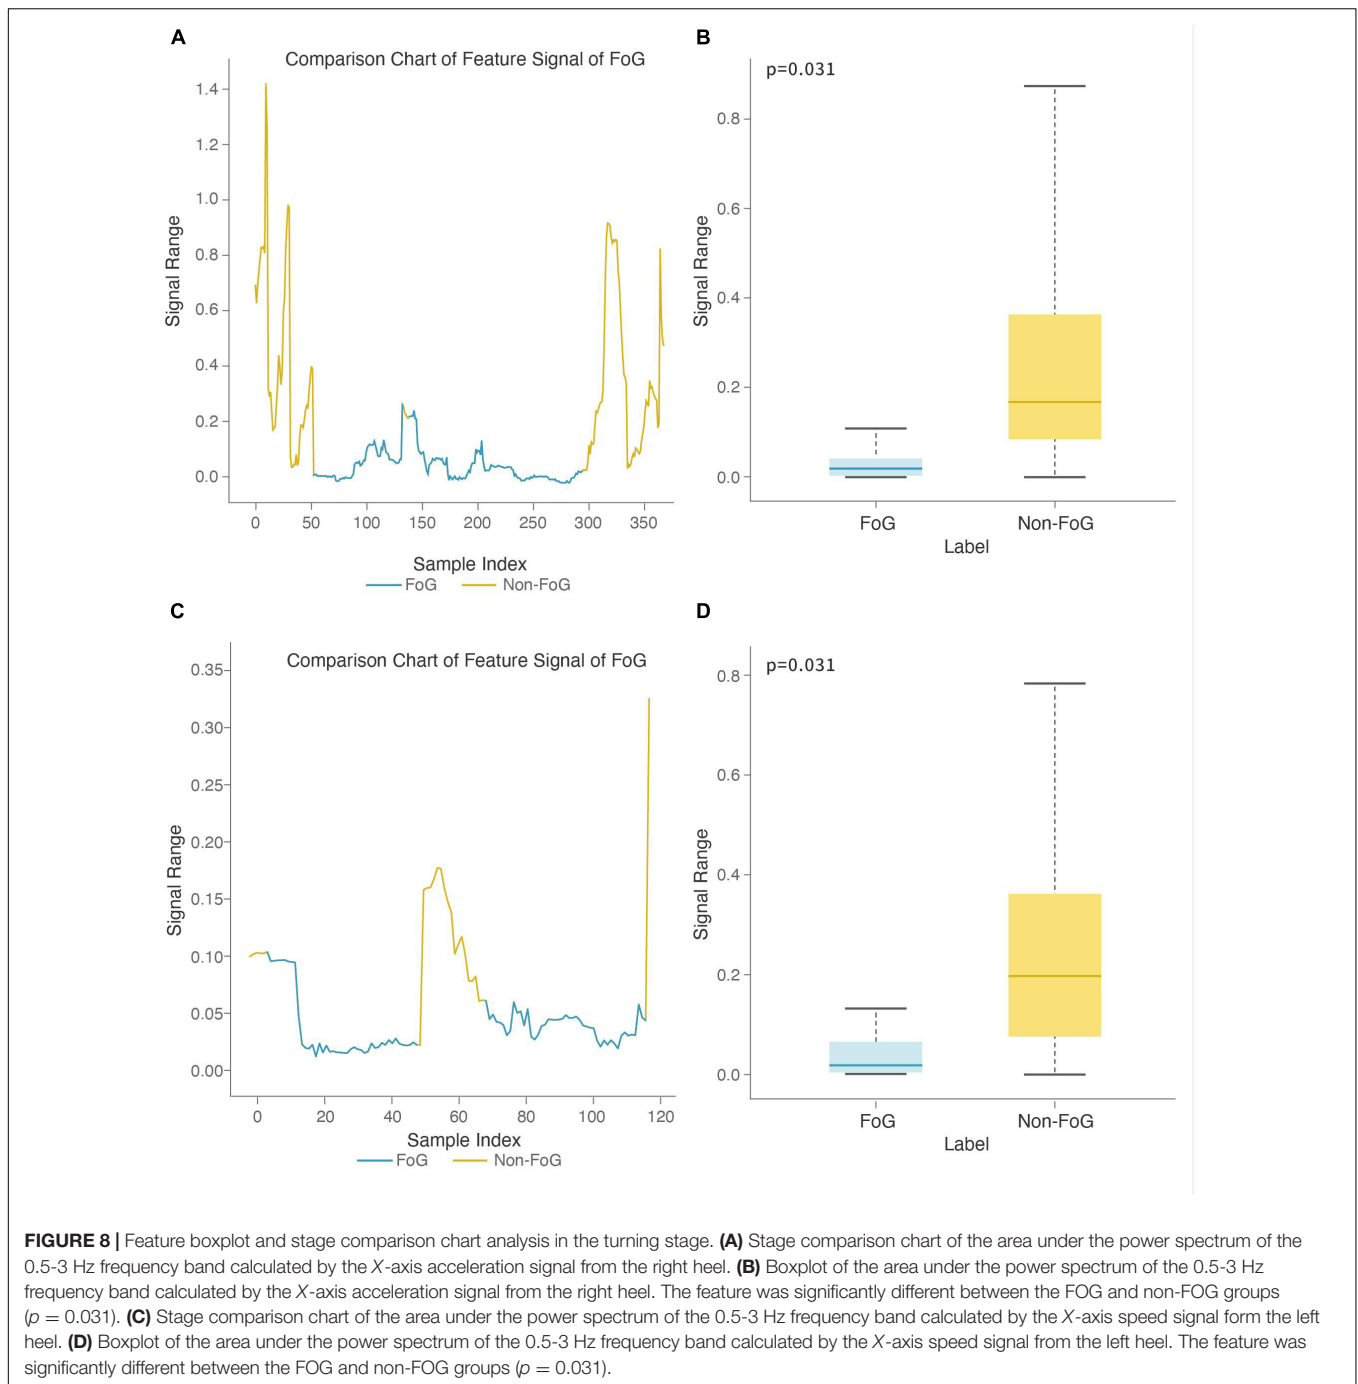 A
Comparison Chart of Feature Signal of FoG
Signal Range
1.4
1.2
1.0
0.8
0.6
0.4
0.2
0.0
0 50 100 150 200 250 300 350
Sample Index
FoG Non-FoG
B
p=0.031
Signal Range
0.8
0.6
0.4
0.2
0.0
FoG Non-FoG
Label
C
Comparison Chart of Feature Signal of FoG
Signal Range
0.35
0.30
0.25
0.20
0.15
0.10
0.05
0.00
0 20 40 60 80 100 120
Sample Index
FoG Non-FoG
D
p=0.031
Signal Range
0.8
0.6
0.4
0.2
0.0
FoG Non-FoG
Label
FIGURE 8 | Feature boxplot and stage comparison chart analysis in the turning stage. (A) Stage comparison chart of the area under the power spectrum of the
0.5-3 Hz frequency band calculated by the X-axis acceleration signal from the right heel. (B) Boxplot of the area under the power spectrum of the 0.5-3 Hz
frequency band calculated by the X-axis acceleration signal from the right heel. The feature was significantly different between the FOG and non-FOG groups
(p = 0.031). (C) Stage comparison chart of the area under the power spectrum of the 0.5-3 Hz frequency band calculated by the X-axis speed signal form the left
heel. (D) Boxplot of the area under the power spectrum of the 0.5-3 Hz frequency band calculated by the X-axis speed signal from the left heel. The feature was
significantly different between the FOG and non-FOG groups (p = 0.031).